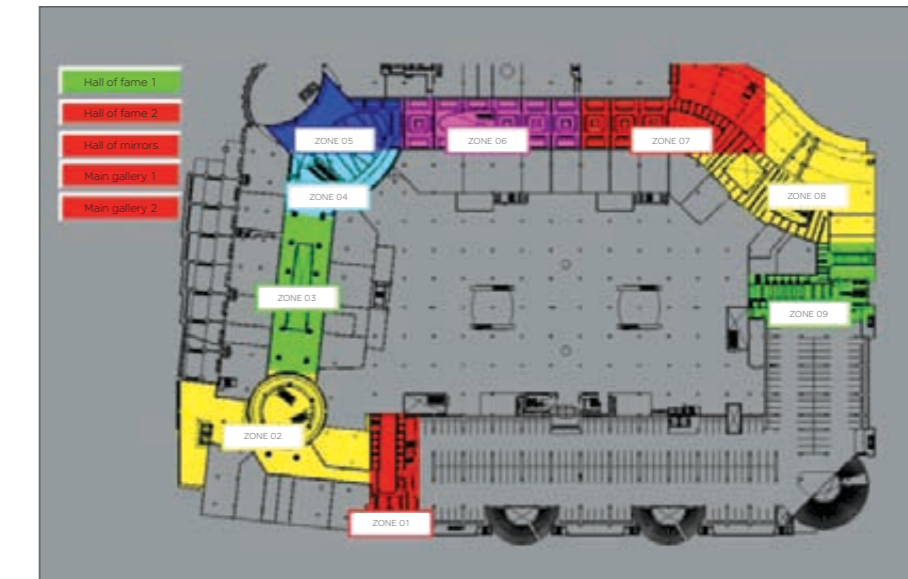 Hall of fame 1
Hall of fame 2
Hall of mirrors
Main gallery 1
Main gallery 2
ZONE 05
ZONE 06
ZONE 07
ZONE 04
ZONE 08
ZONE 03
ZONE 09
ZONE 02
ZONE 01